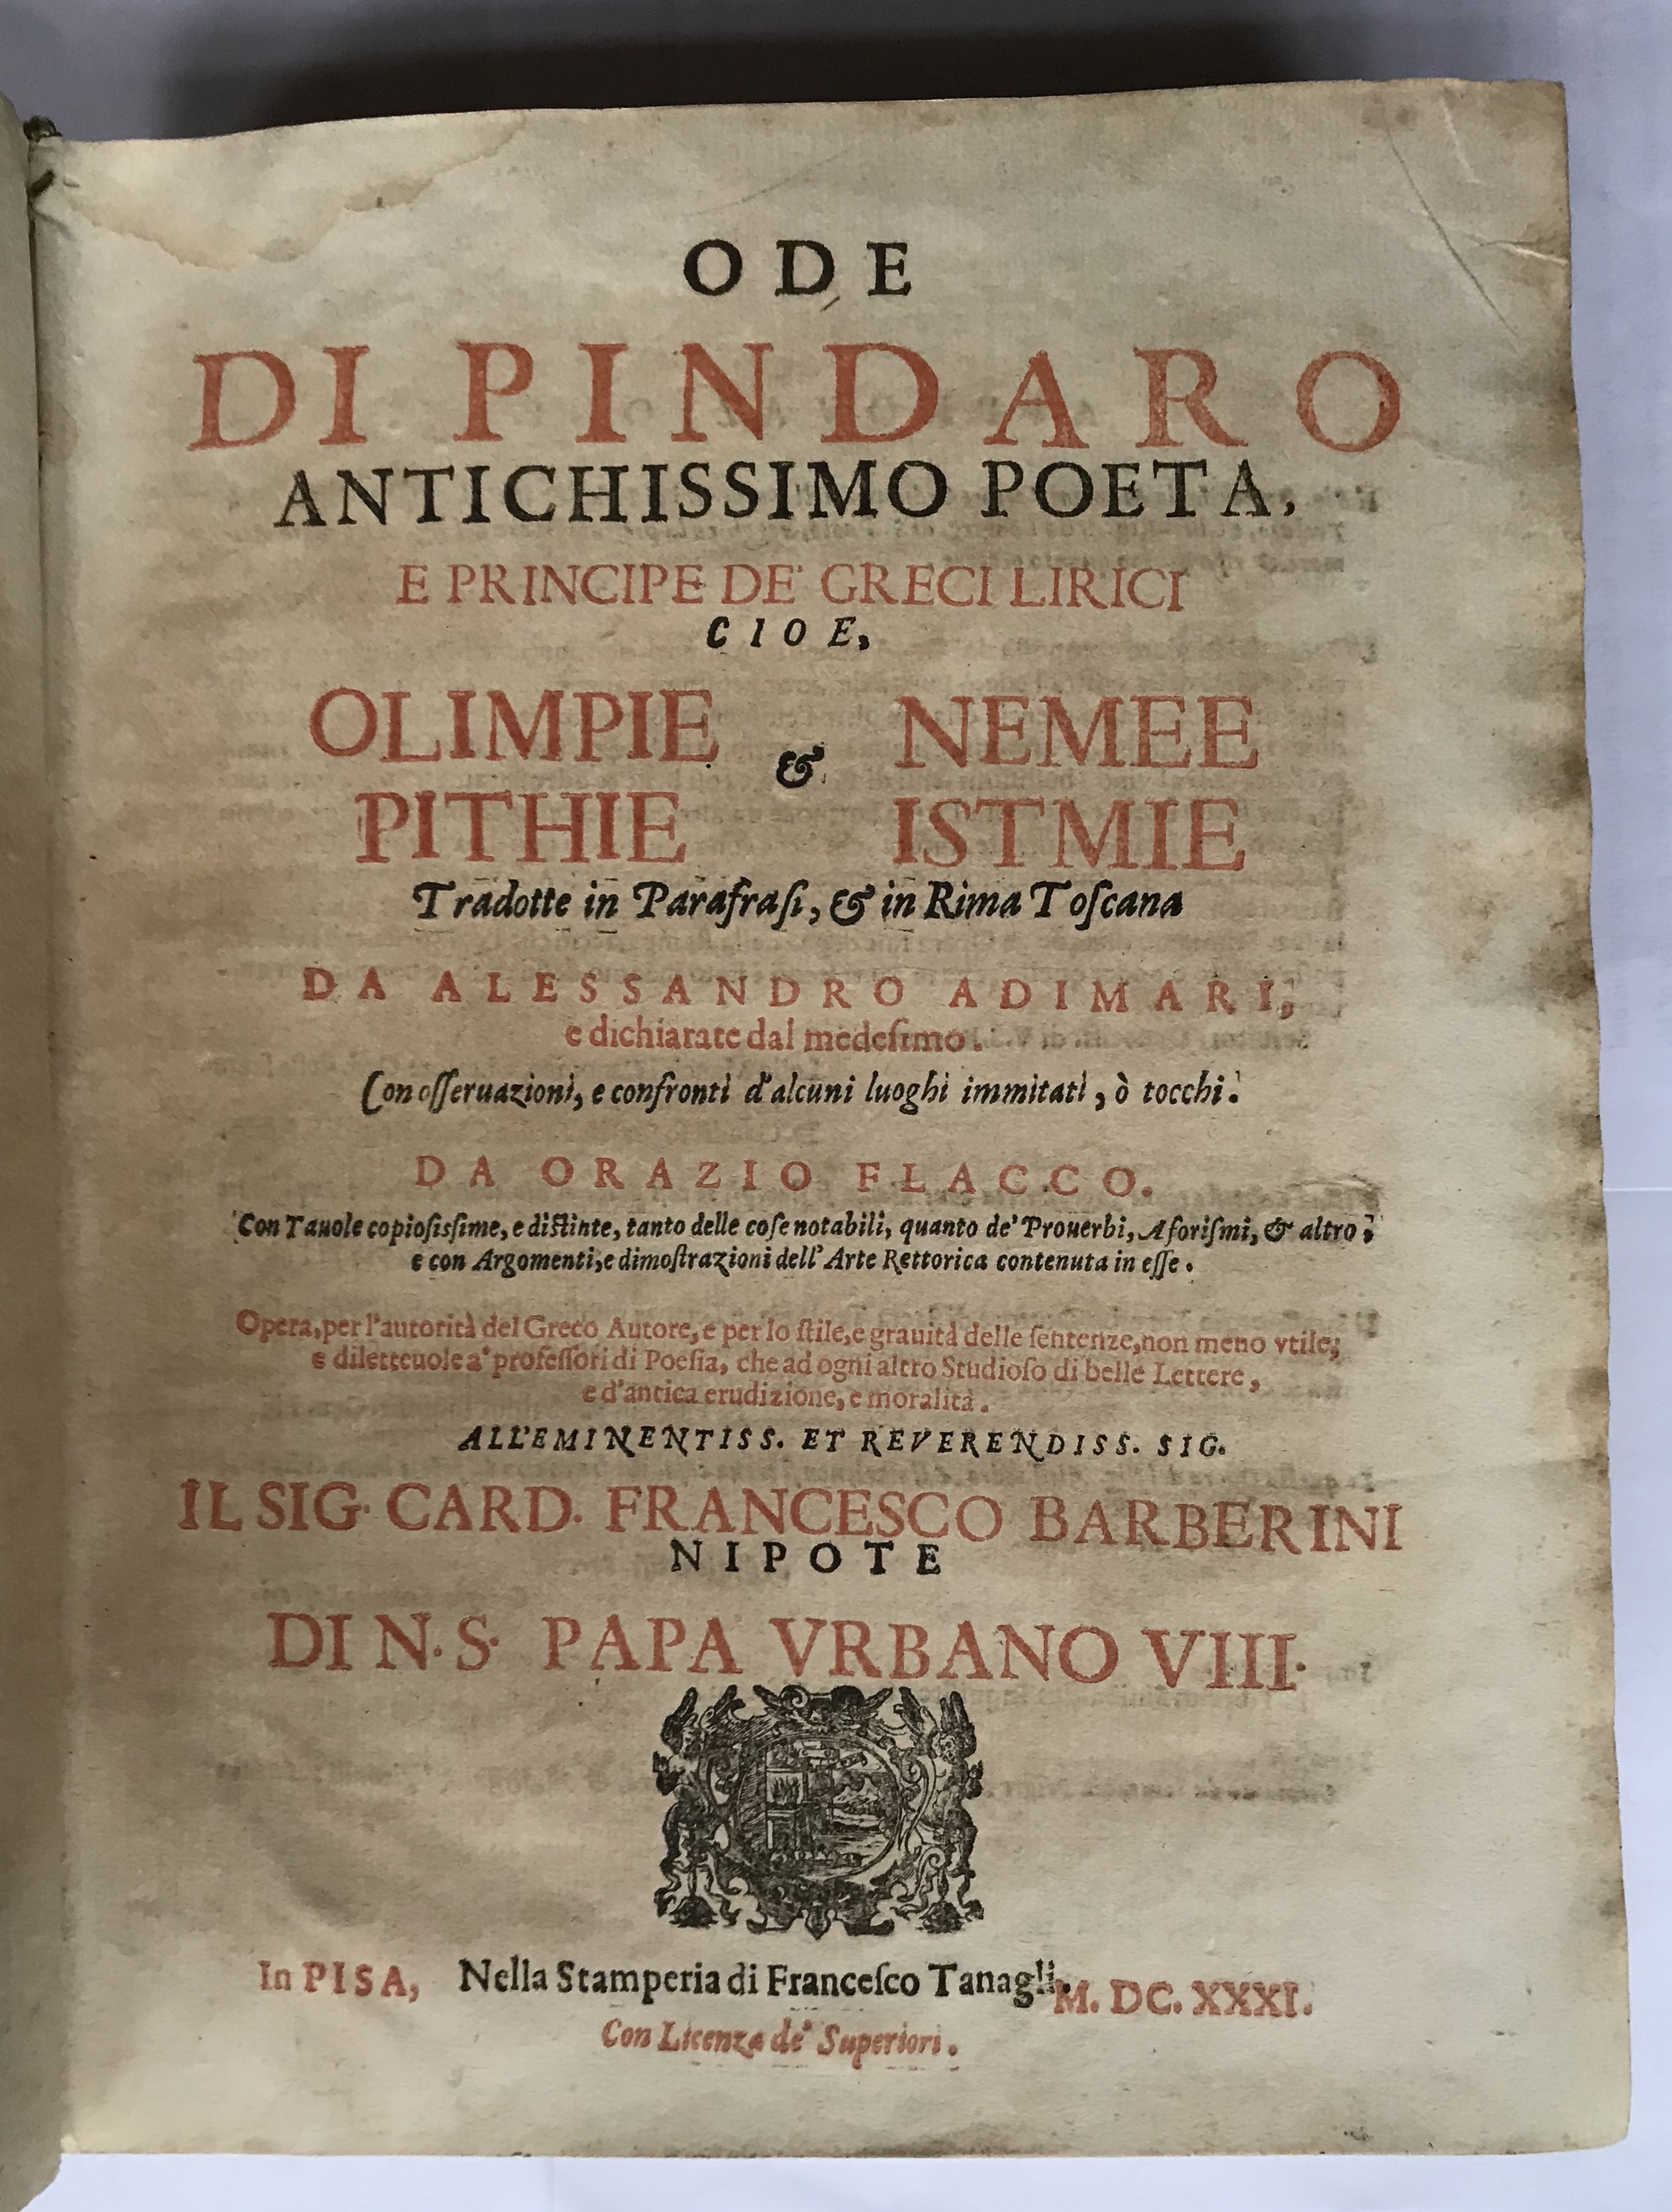 ODE
DI PINDARO
ANTICHISSIMO POETA,
E PRINCIPE DE' GRECI LIRICI
CIOE,
OLIMPIE & NEMEE
PITHIE ISTMIE
Tradotte in Parafraſi, & in Rima Toſcana
DA ALESSANDRO ADIMARI,
e dichiarate dal medeſimo.
Con oſſeruazioni, e confronti d'alcuni luoghi immitati, ò tocchi.
DA ORAZIO FLACCO.
Con Tauole copioſiſſime, e diſtinte, tanto delle coſe notabili, quanto de' Prouerbi, Aforiſmi, & altro;
e con Argomenti, e dimoſtrazioni dell' Arte Rettorica contenuta in eſſe.
Opera, per l'autorità del Greco Autore, e per lo ſtile, e grauità delle ſentenze, non meno vtile;
e diletteuole a' profeſſori di Poeſia, che ad ogni altro Studioſo di belle Lettere,
e d'antica erudizione, e moralità.
ALL'EMINENTISS. ET REVERENDISS. SIG.
IL SIG. CARD. FRANCESCO BARBERINI
NIPOTE
DI N. S. PAPA VRBANO VIII.
In PISA, Nella Stamperia di Franceſco Tanagli. M. DC. XXXI.
Con Licenza de' Superiori.